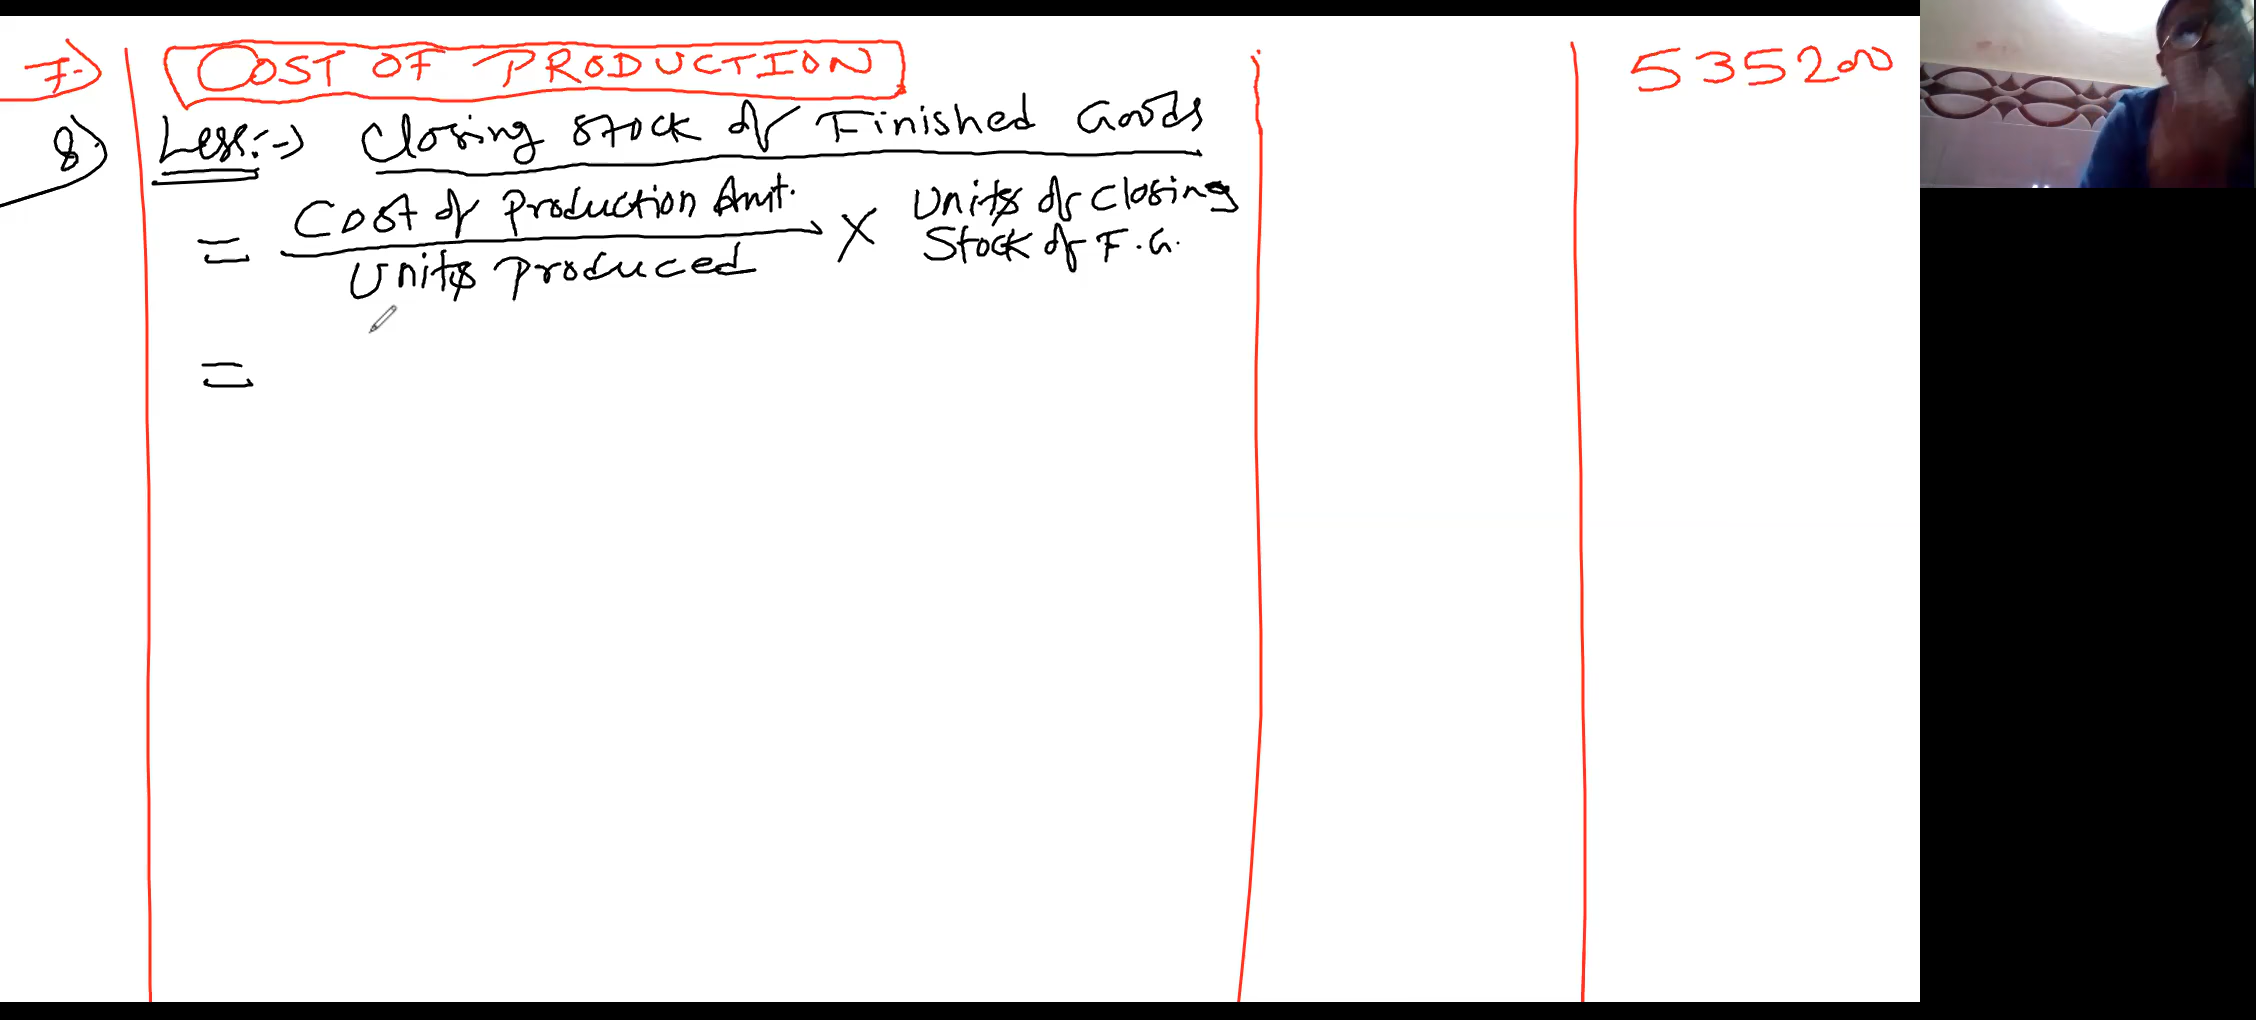 7.) COST OF PRODUCTION 535200
8) Less:-> Closing Stock of Finished Goods
= Cost of Production Amt. X Units of Closing
Units Produced Stock of F.G.
=